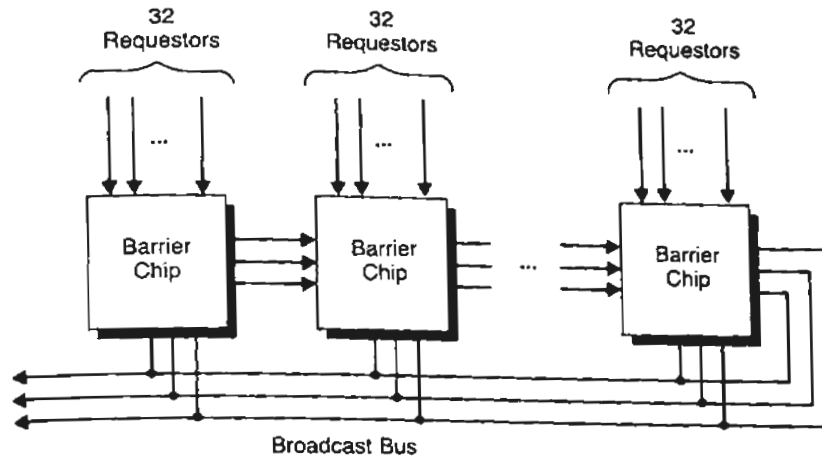 32
Requestors
32
Requestors
32
Requestors
...
...
...
Barrier
Chip
Barrier
Chip
...
Barrier
Chip
Broadcast Bus